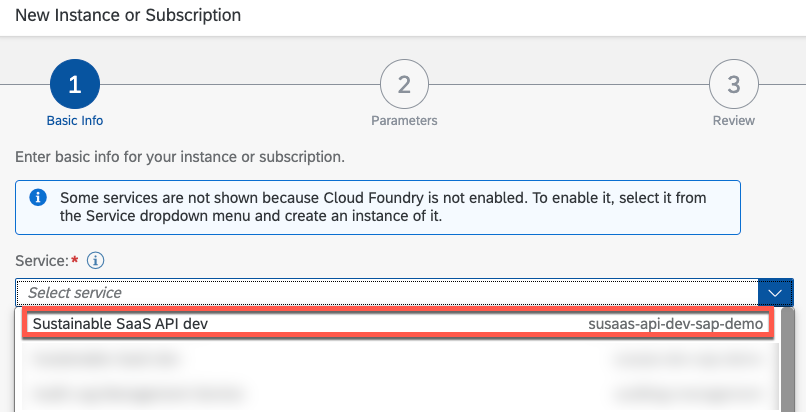 New Instance or Subscription
1
2
3
Basic Info
Parameters
Review
Enter basic info for your instance or subscription.
Some services are not shown because Cloud Foundry is not enabled. To enable it, select it from
the Service dropdown menu and create an instance of it.
Service:*
Select service
Sustainable SaaS API dev susaas-api-dev-sap-demo